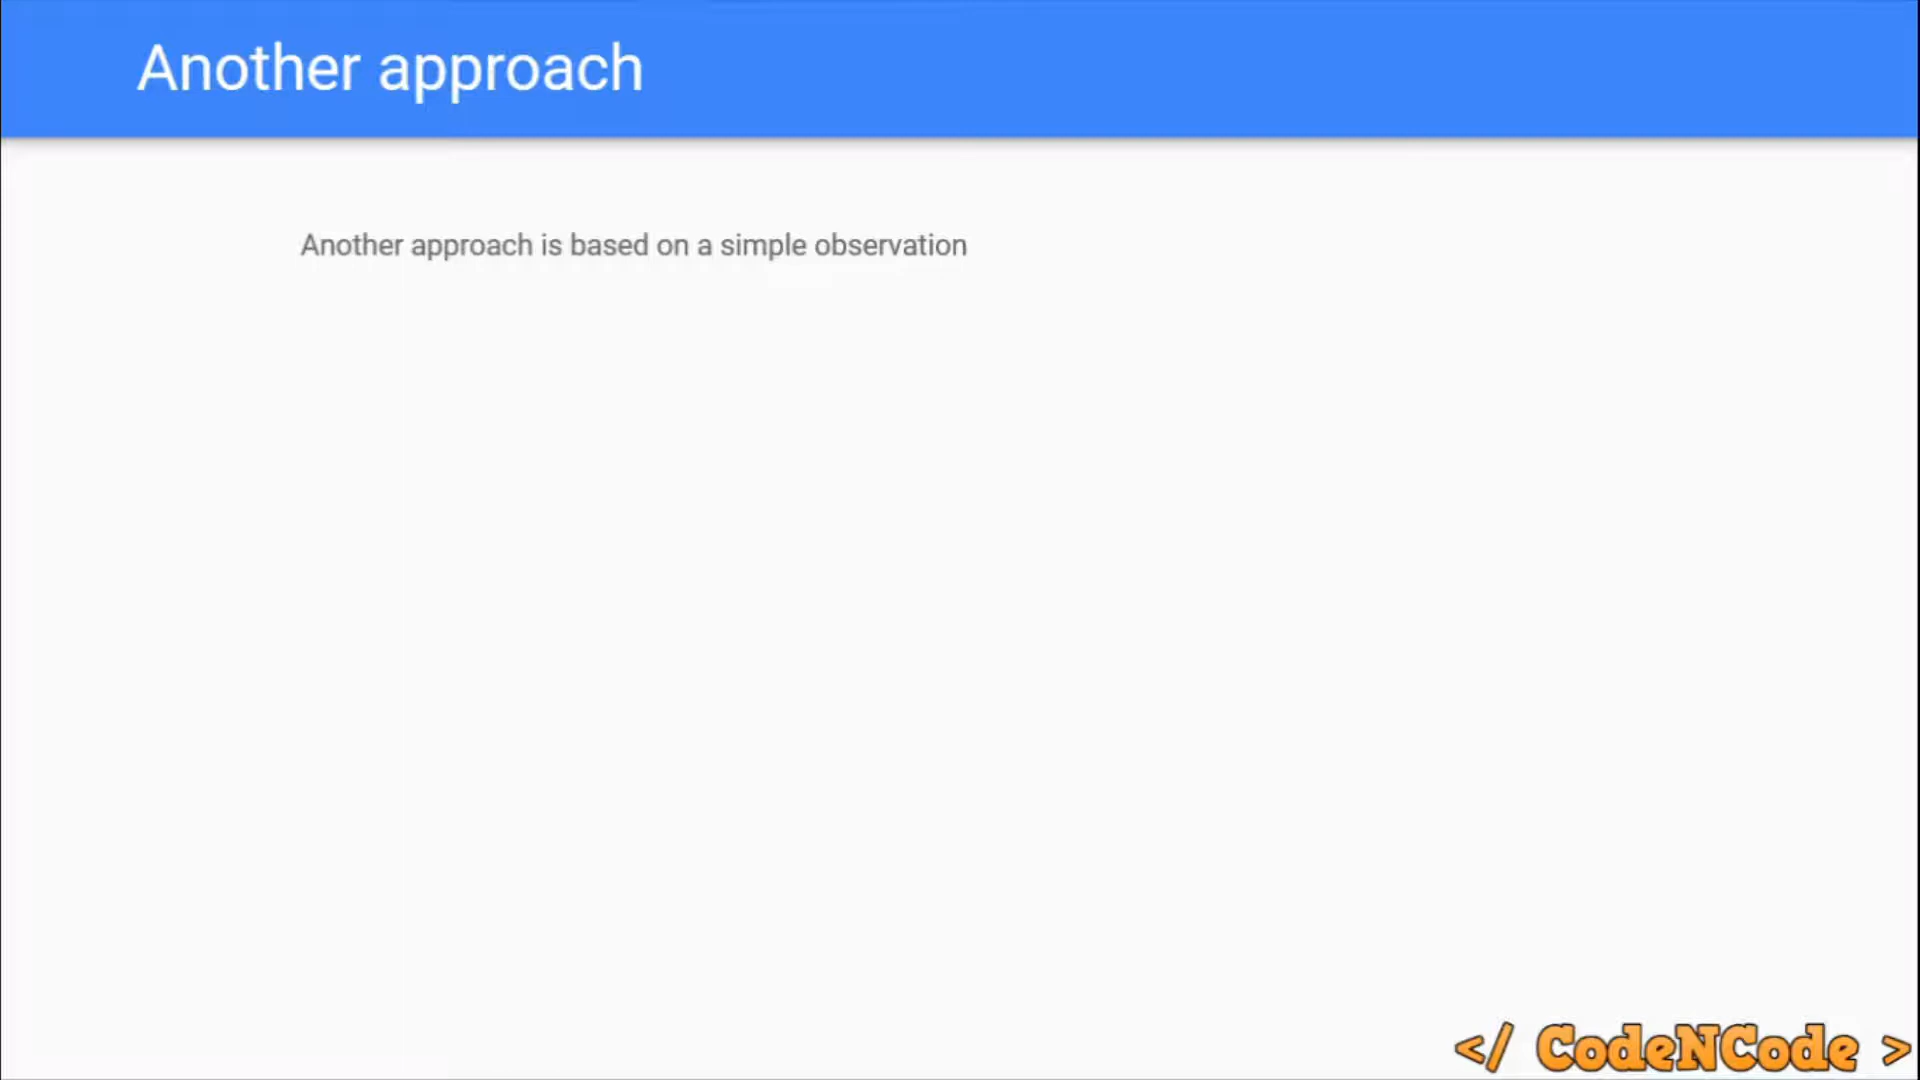 Another approach
Another approach is based on a simple observation
</ CodeNCode >